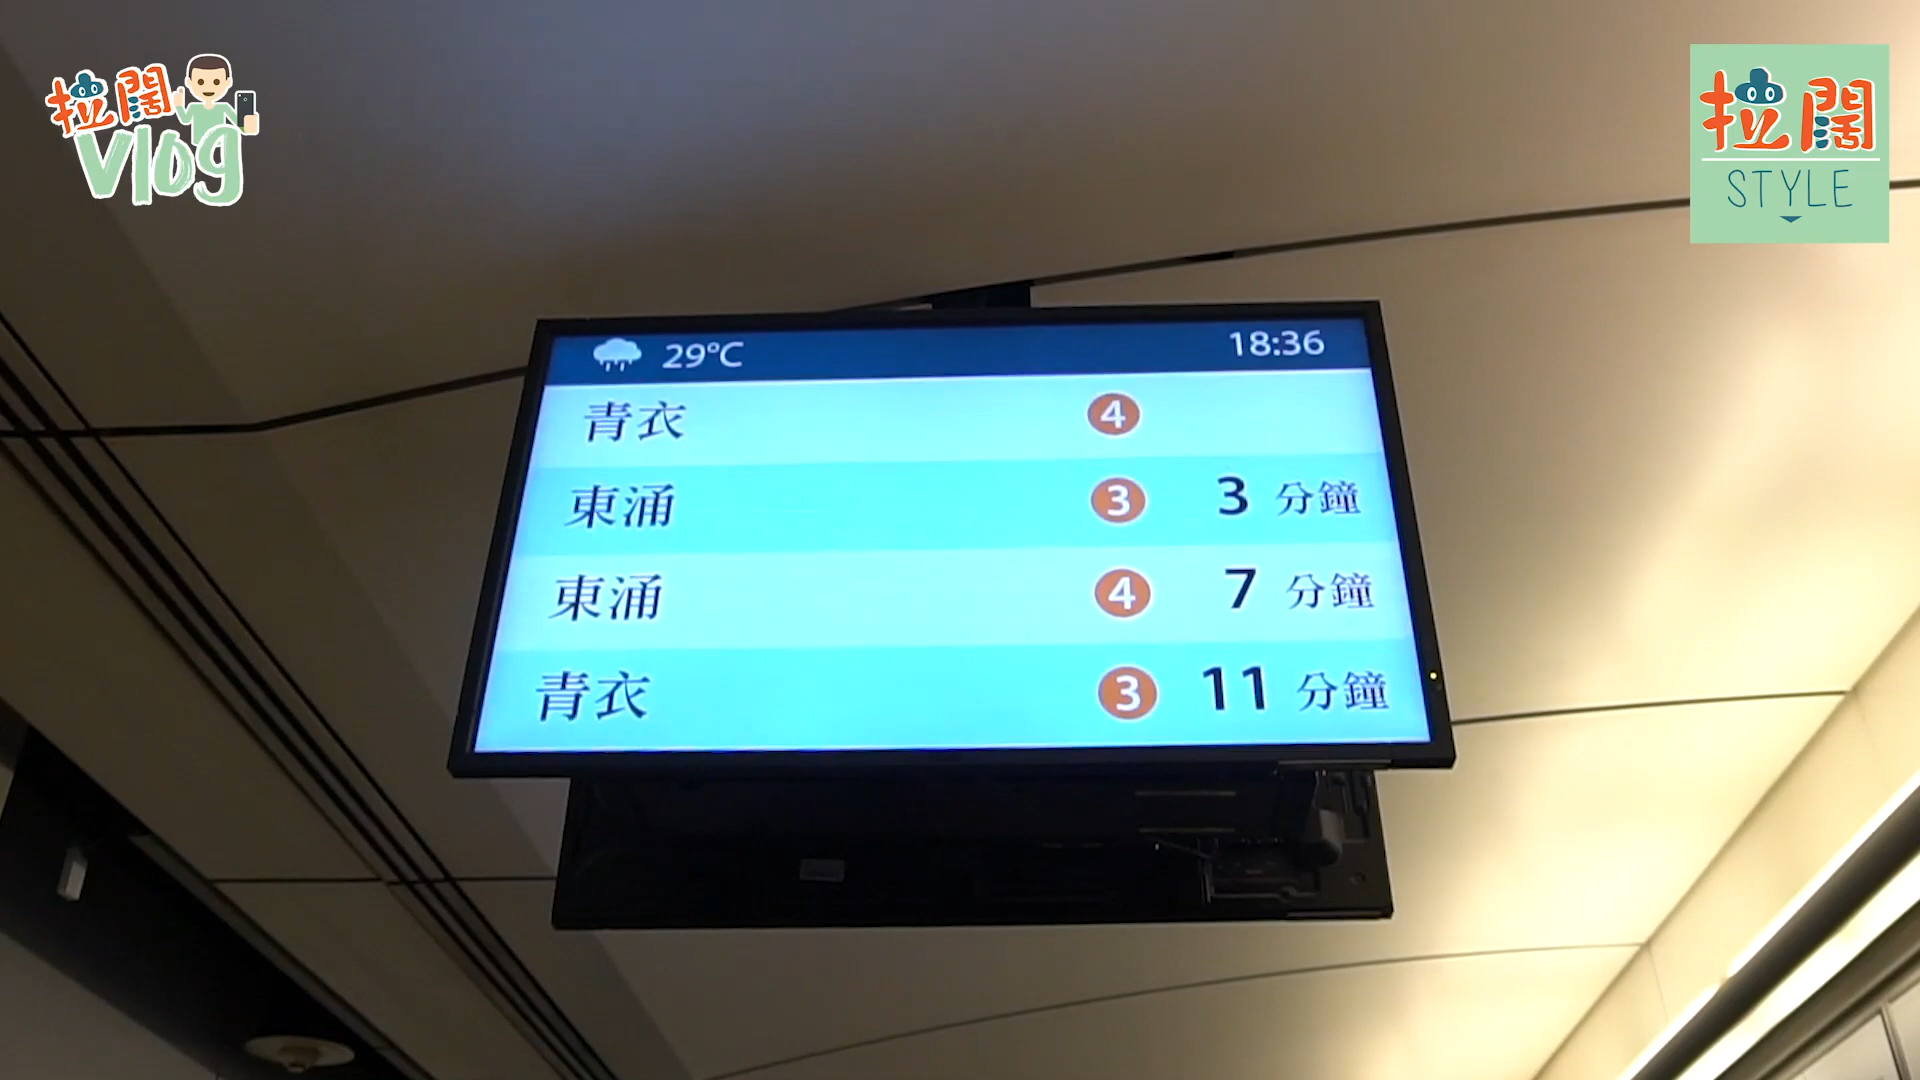 拉闊
vlog
拉闊
STYLE
29°C 18:36
青衣 4
東涌 3 3 分鐘
東涌 4 7 分鐘
青衣 3 11 分鐘